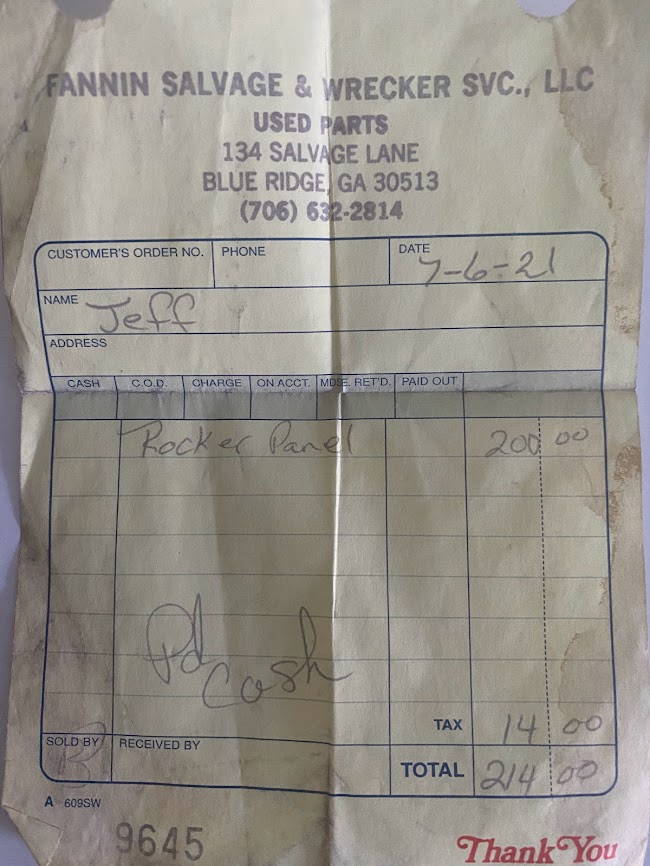 FANNIN SALVAGE & WRECKER SVC., LLC
USED PARTS
134 SALVAGE LANE
BLUE RIDGE, GA 30513
(706) 632-2814
CUSTOMER'S ORDER NO. PHONE DATE 7-6-21
NAME Jeff
ADDRESS
CASH C.O.D. CHARGE ON ACCT. MDSE. RET'D. PAID OUT
Rocker Panel 200 00
Pd
Cash
TAX 14 00
SOLD BY B RECEIVED BY TOTAL 214 00
A 609SW
9645 Thank You